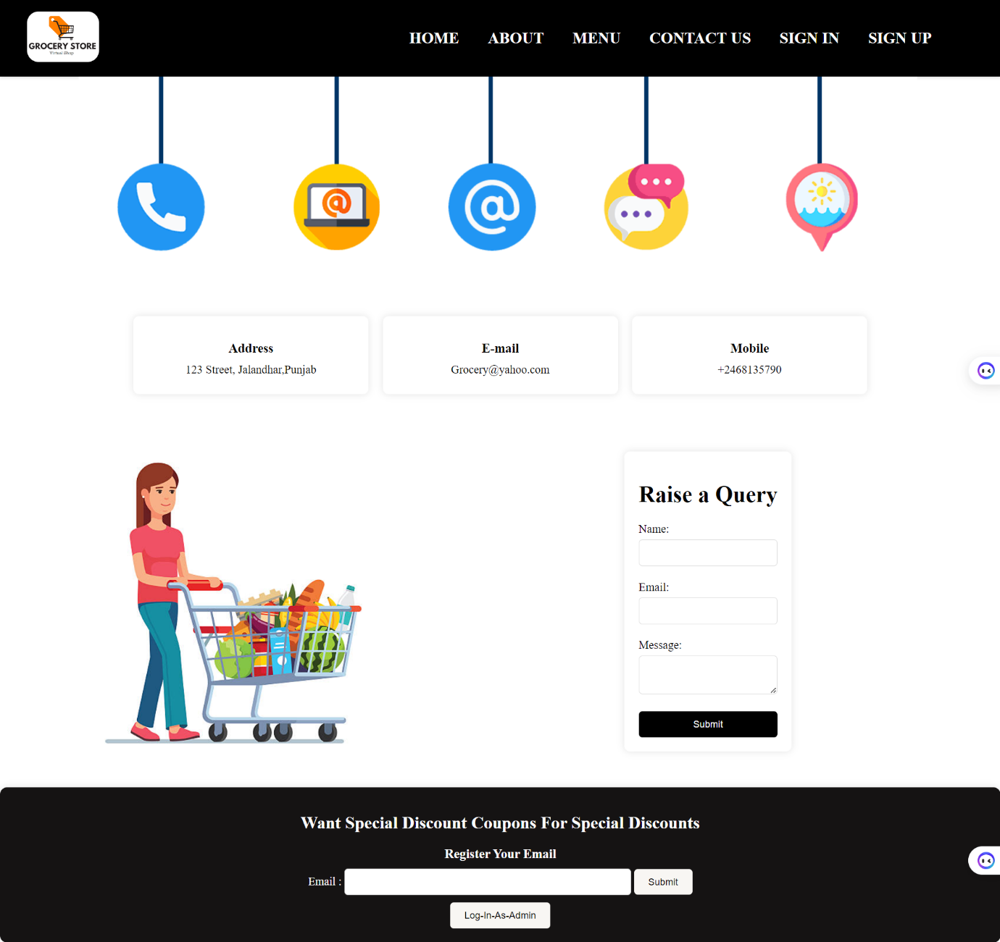 GROCERY STORE
Virtual Shop
HOME ABOUT MENU CONTACT US SIGN IN SIGN UP
Address
123 Street, Jalandhar,Punjab
E-mail
Grocery@yahoo.com
Mobile
+2468135790
Raise a Query
Name:
Email:
Message:
Submit
Want Special Discount Coupons For Special Discounts
Register Your Email
Email : Submit
Log-In-As-Admin